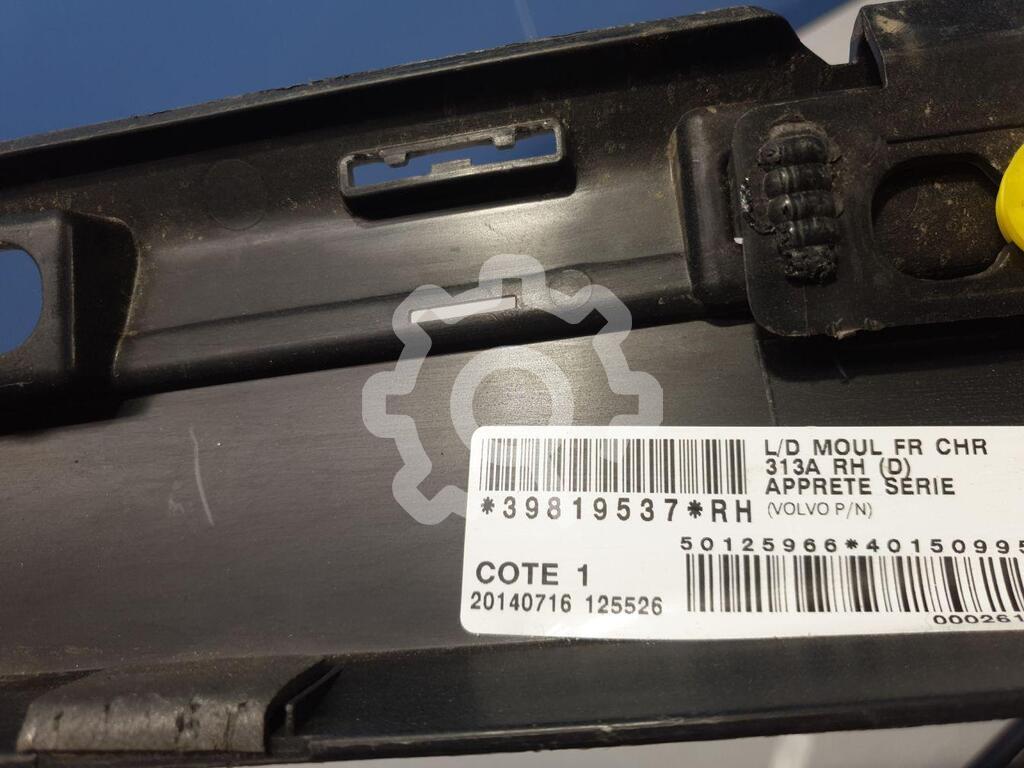 L/D MOUL FR CHR
313A RH (D)
APPRETE SERIE
*39819537*RH
(VOLVO P/N)
50125966*40150995
COTE 1
20140716 125526
000261